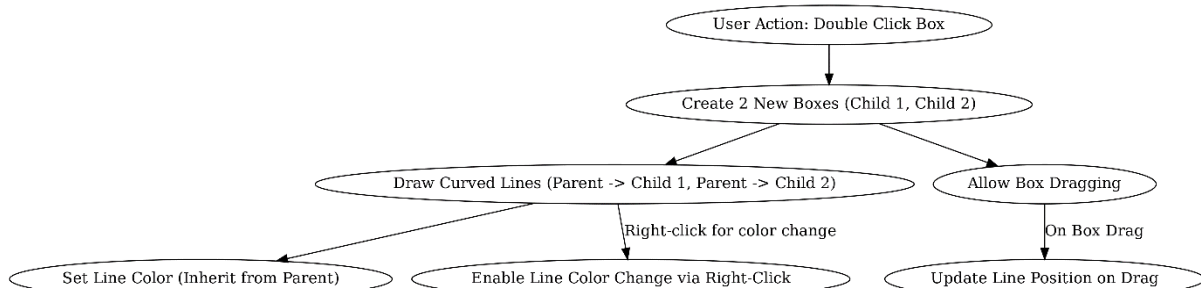 User Action: Double Click Box
Create 2 New Boxes (Child 1, Child 2)
Draw Curved Lines (Parent -> Child 1, Parent -> Child 2)
Allow Box Dragging
Right-click for color change
On Box Drag
Set Line Color (Inherit from Parent)
Enable Line Color Change via Right-Click
Update Line Position on Drag